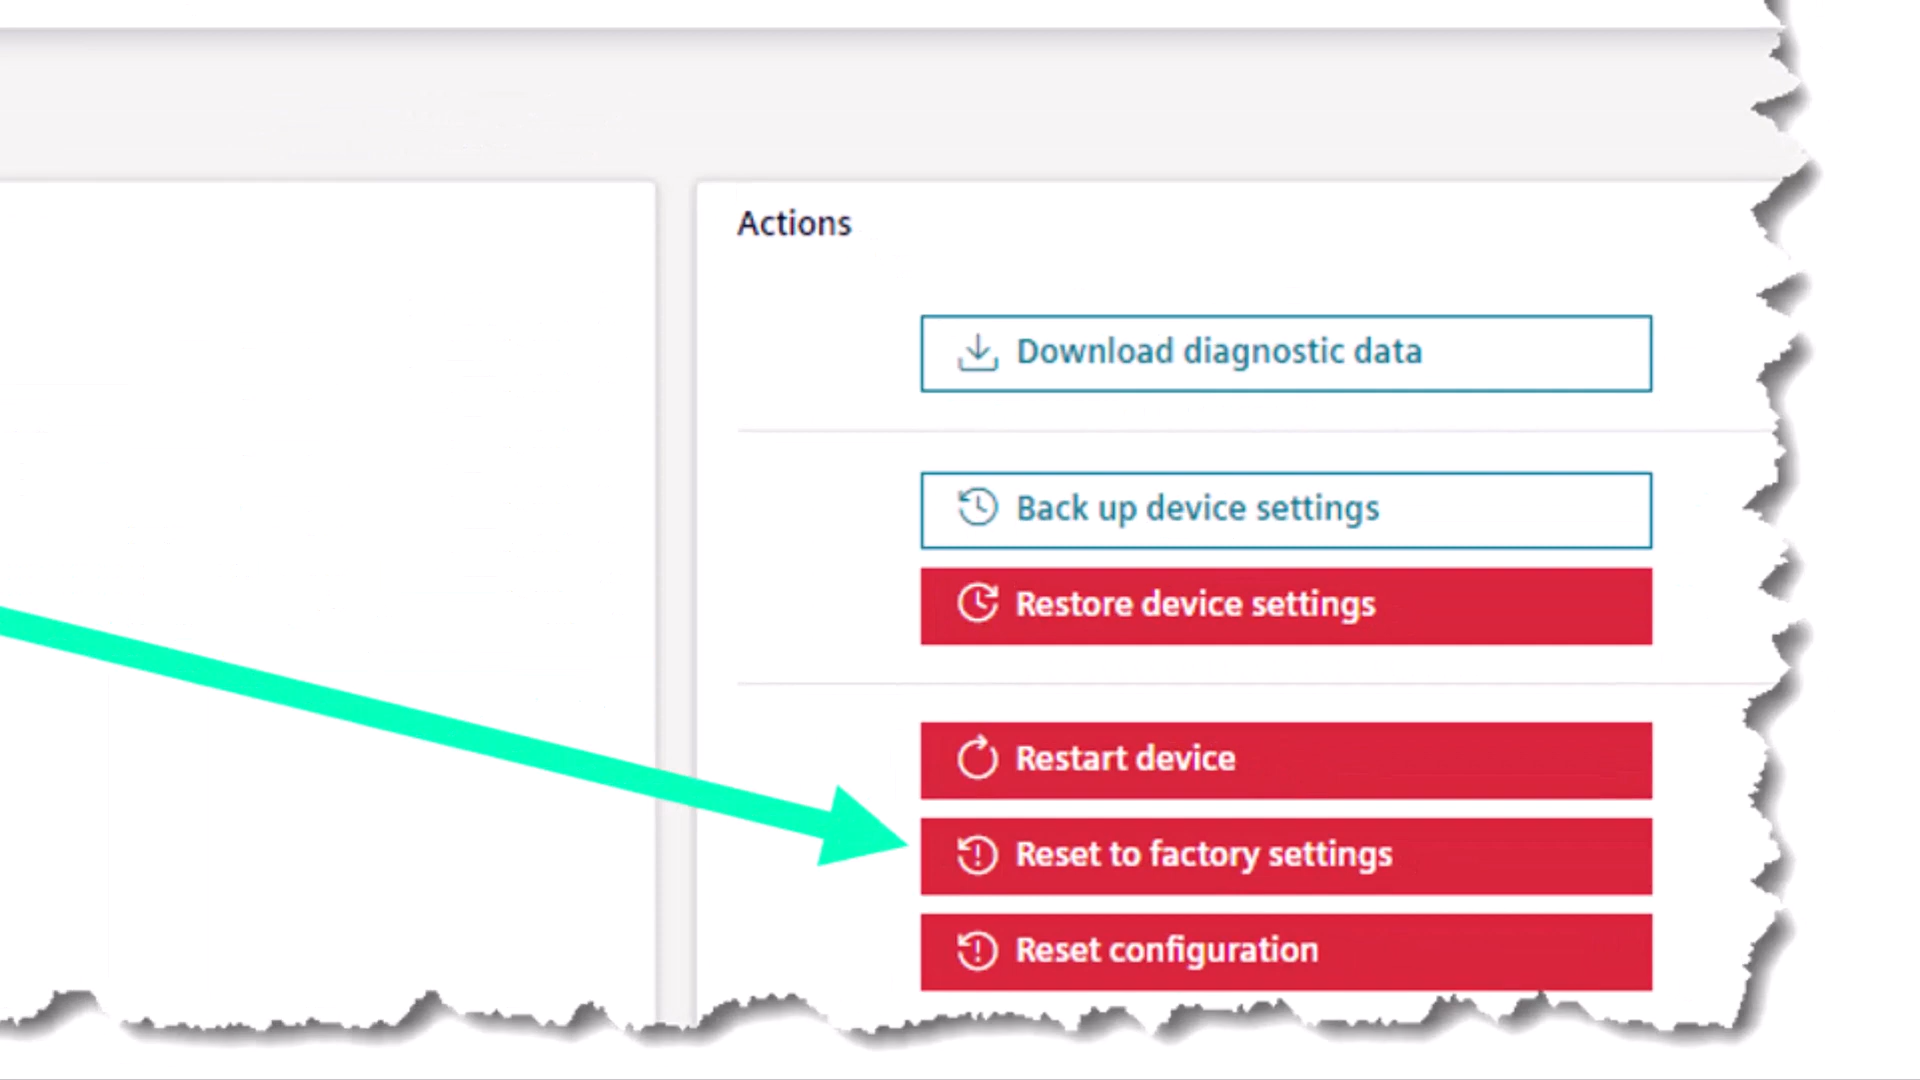 Actions
Download diagnostic data
Back up device settings
Restore device settings
Restart device
Reset to factory settings
Reset configuration